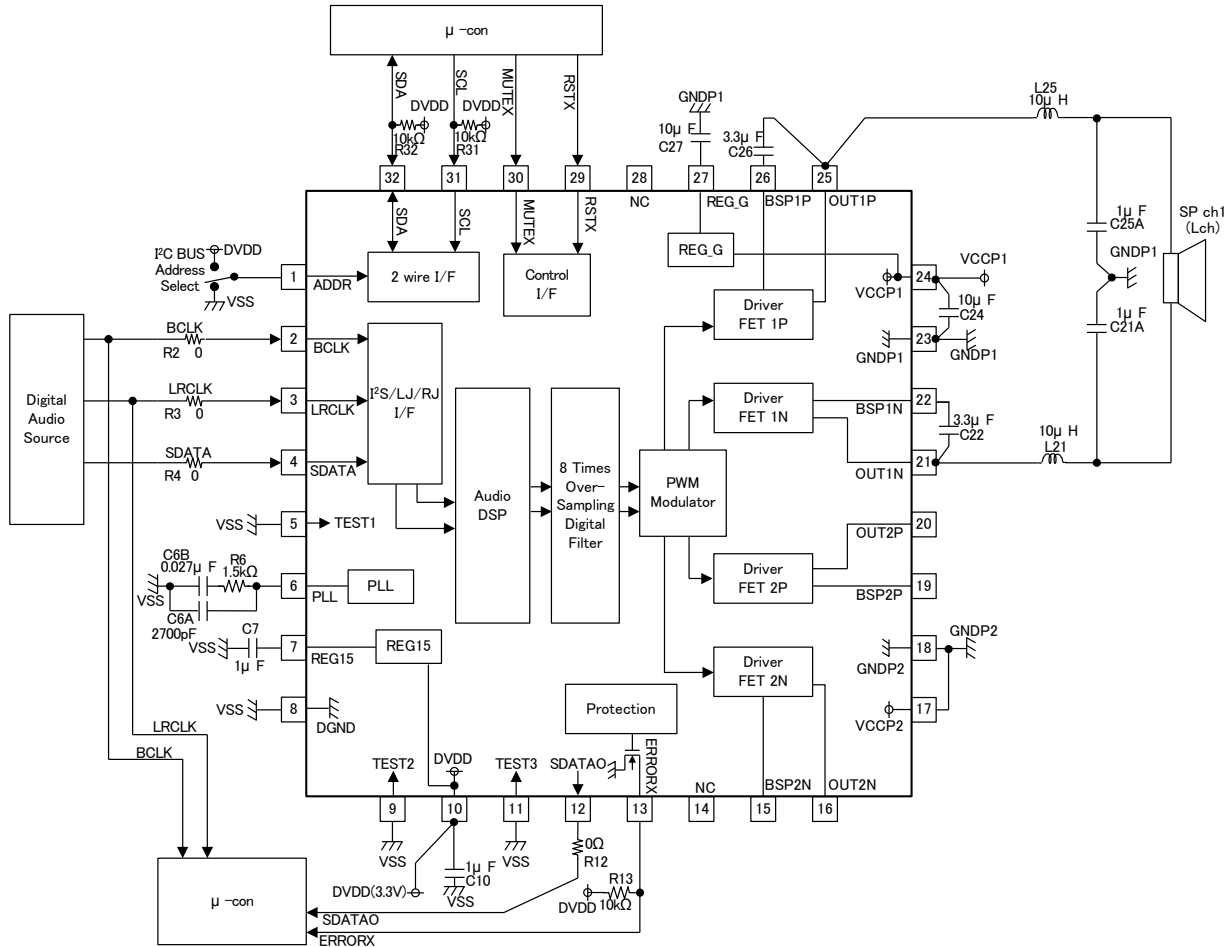 μ -con
SDA
SCL
MUTEX
RSTX
DVDD
10kΩ
R32
DVDD
10kΩ
R31
GNDP1
10μ F
C27
3.3μ F
C26
L25
10μ H
32
31
30
29
28
27
26
25
NC
REG_G
BSP1P
OUT1P
SDA
SCL
MUTEX
RSTX
I²C BUS
Address
Select
DVDD
VSS
1
ADDR
2 wire I/F
Control
I/F
REG_G
VCCP1
24
VCCP1
10μ F
C24
23
GNDP1
GNDP1
1μ F
C25A
GNDP1
1μ F
C21A
SP ch1
(Lch)
Digital
Audio
Source
BCLK
R2 0
2
BCLK
LRCLK
R3 0
3
LRCLK
SDATA
R4 0
4
SDATA
I²S/LJ/RJ
I/F
Audio
DSP
8 Times
Over-
Sampling
Digital
Filter
PWM
Modulator
Driver
FET 1P
Driver
FET 1N
Driver
FET 2P
Driver
FET 2N
22
BSP1N
3.3μ F
C22
21
OUT1N
10μ H
L21
20
OUT2P
19
BSP2P
18
GNDP2
GNDP2
17
VCCP2
VSS
5
TEST1
C6B
0.027μ F
R6
1.5kΩ
VSS
C6A
2700pF
6
PLL
PLL
VSS
C7
1μ F
7
REG15
REG15
VSS
8
DGND
LRCLK
BCLK
Protection
ERRORX
TEST2
DVDD
TEST3
SDATAO
NC
BSP2N
OUT2N
9
10
11
12
13
14
15
16
VSS
1μ F
C10
VSS
VSS
DVDD(3.3V)
0Ω
R12
R13
10kΩ
DVDD
μ -con
SDATAO
ERRORX